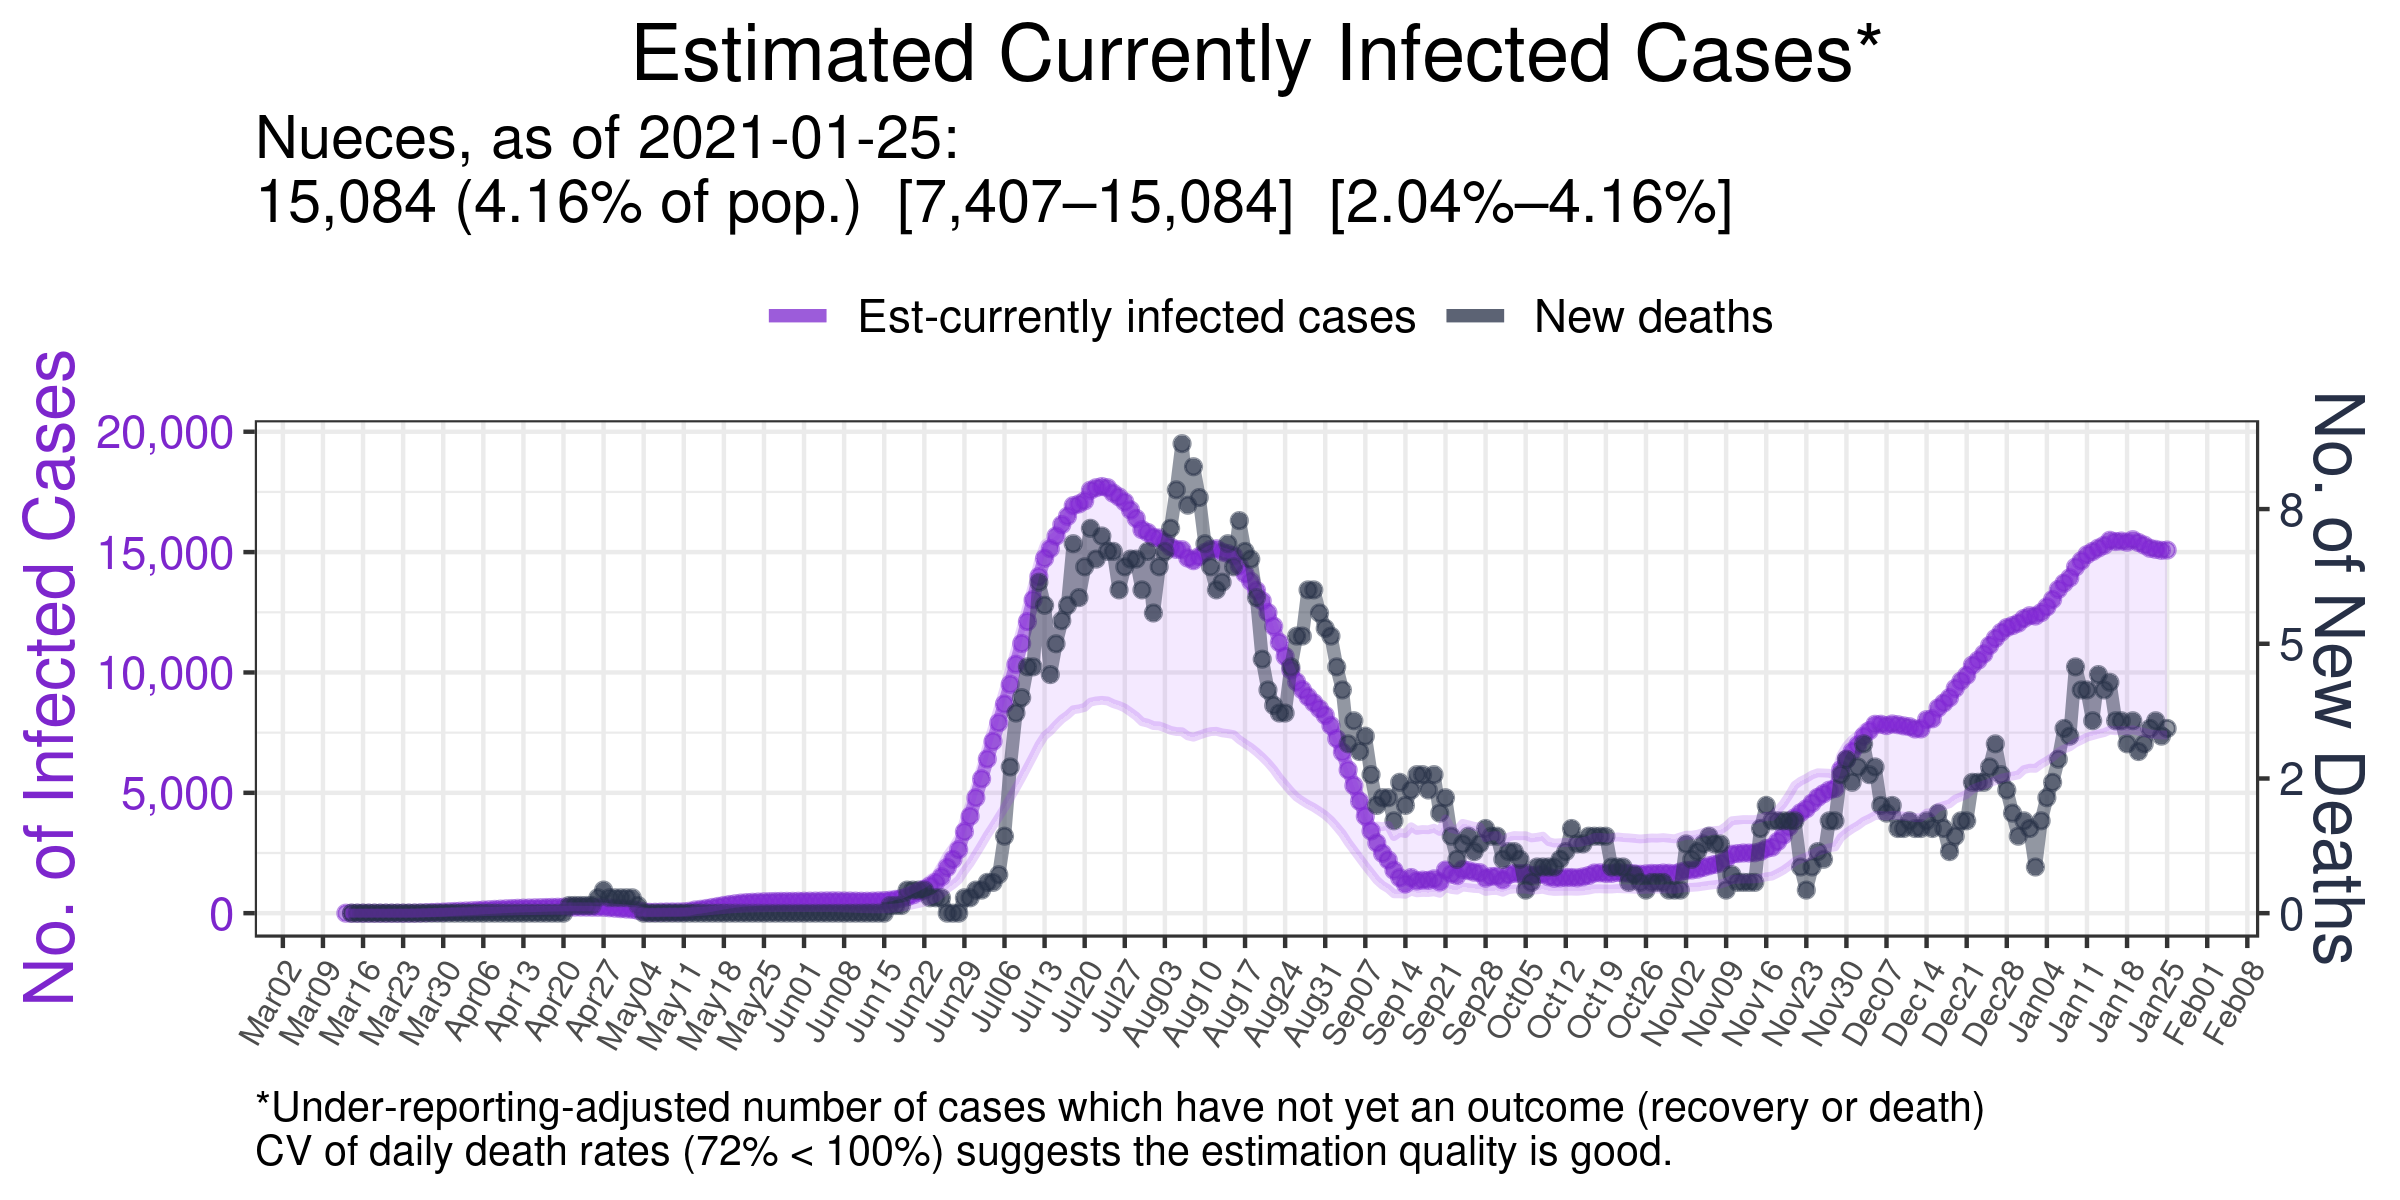 Estimated Currently Infected Cases*
Nueces, as of 2021-01-25:
15,084 (4.16% of pop.) [7,407–15,084] [2.04%–4.16%]
Est-currently infected cases
New deaths
No. of Infected Cases
20,000
15,000
10,000
5,000
0
No. of New Deaths
8
5
2
0
Mar02
Mar09
Mar16
Mar23
Mar30
Apr06
Apr13
Apr20
Apr27
May04
May11
May18
May25
Jun01
Jun08
Jun15
Jun22
Jun29
Jul06
Jul13
Jul20
Jul27
Aug03
Aug10
Aug17
Aug24
Aug31
Sep07
Sep14
Sep21
Sep28
Oct05
Oct12
Oct19
Oct26
Nov02
Nov09
Nov16
Nov23
Nov30
Dec07
Dec14
Dec21
Dec28
Jan04
Jan11
Jan18
Jan25
Feb01
Feb08
*Under-reporting-adjusted number of cases which have not yet an outcome (recovery or death)
CV of daily death rates (72% < 100%) suggests the estimation quality is good.